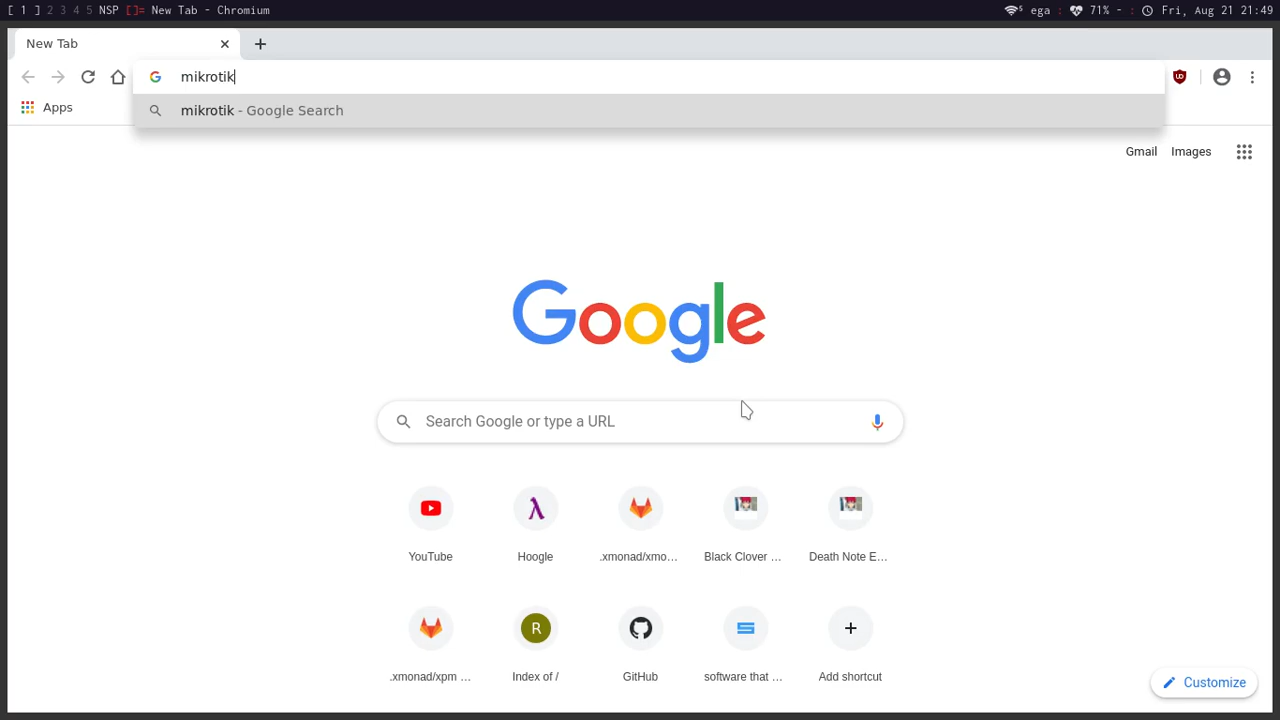 [ 1 ] 2 3 4 5 NSP []= New Tab - Chromium
ega : 71% - : Fri, Aug 21 21:49
New Tab
mikrotik
Apps
mikrotik - Google Search
Gmail Images
Google
Search Google or type a URL
YouTube Hoogle .xmonad/xmo... Black Clover ... Death Note E...
R
.xmonad/xpm ... Index of / GitHub software that ... Add shortcut
Customize